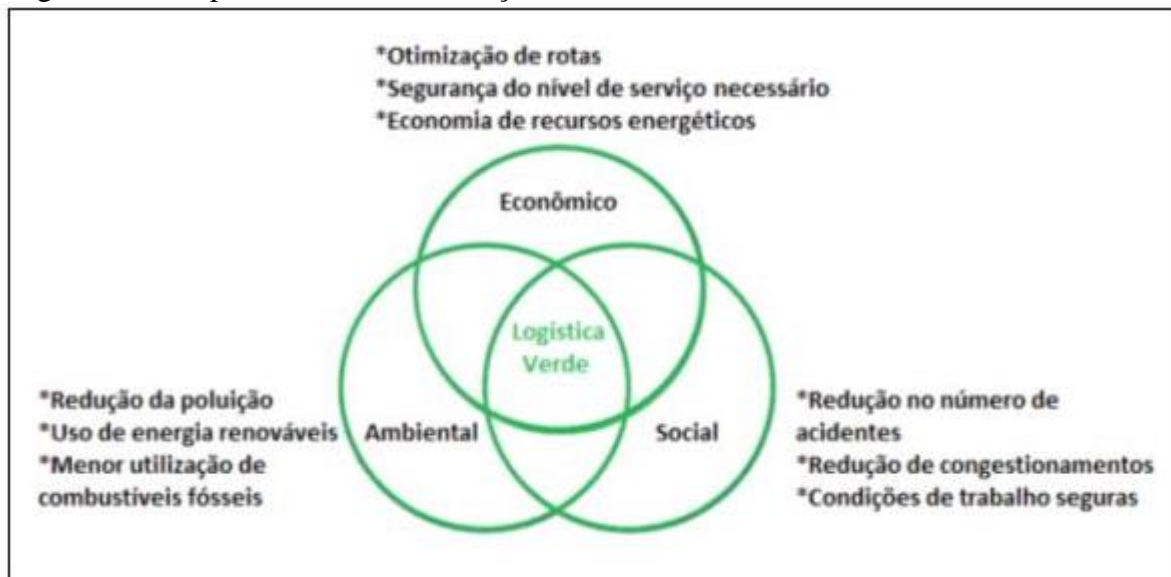 *Otimização de rotas
*Segurança do nível de serviço necessário
*Economia de recursos energéticos
Econômico
Logística
Verde
*Redução da poluição
*Uso de energia renováveis
*Menor utilização de
combustíveis fósseis
Ambiental
Social
*Redução no número de
acidentes
*Redução de congestionamentos
*Condições de trabalho seguras